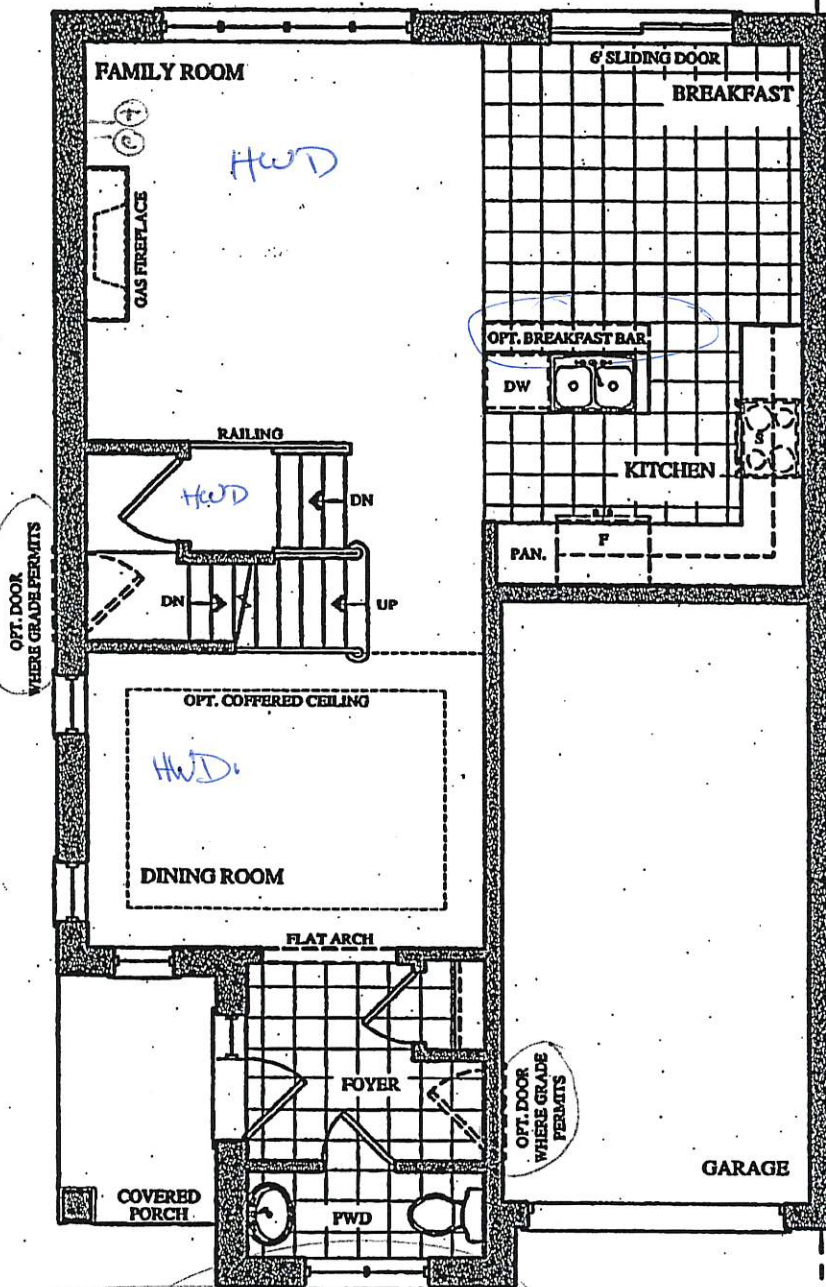 6' SLIDING DOOR
FAMILY ROOM
BREAKFAST
HWD
GAS FIREPLACE
OPT. BREAKFAST BAR
DW
S
RAILING
KITCHEN
HWD
DN
PAN.
F
OPT. DOOR
WHERE GRADE PERMITS
DN
UP
OPT. COFFERED CEILING
HWD.
DINING ROOM
FLAT ARCH
FOYER
OPT. DOOR
WHERE GRADE
PERMITS
GARAGE
COVERED
PORCH
PWD